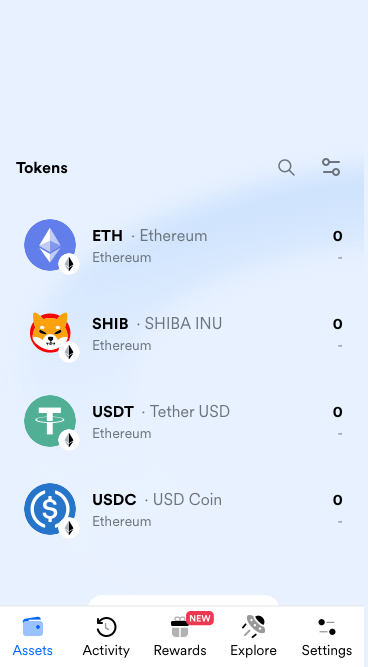 Tokens
ETH · Ethereum 0
Ethereum -
SHIB · SHIBA INU 0
Ethereum -
USDT · Tether USD 0
Ethereum -
USDC · USD Coin 0
Ethereum -
NEW
Assets Activity Rewards Explore Settings